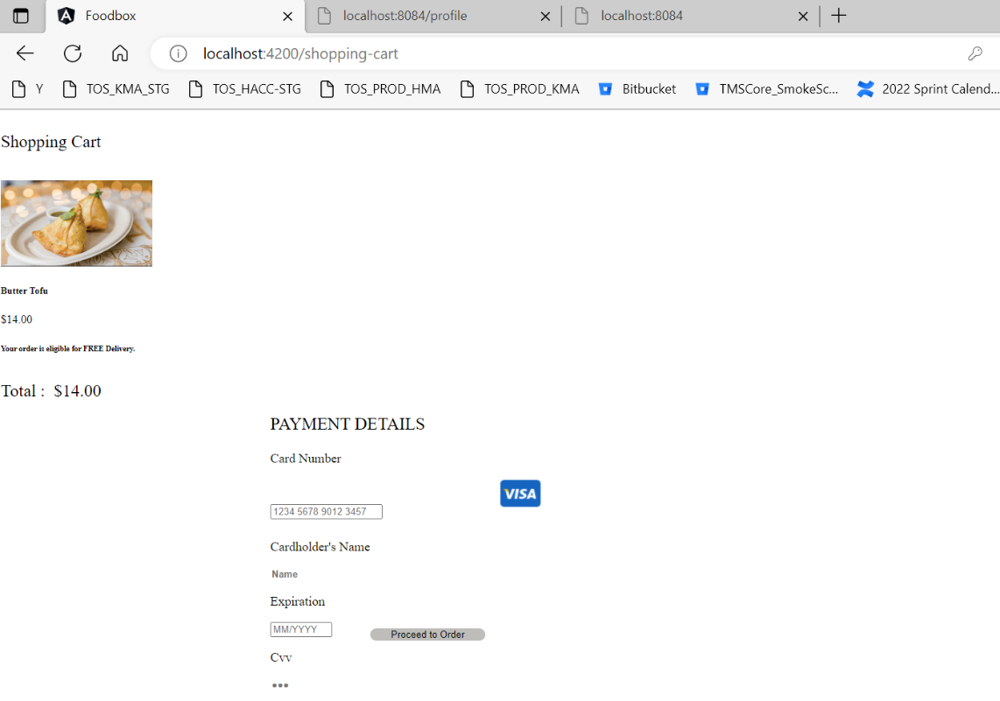 Foodbox
localhost:8084/profile
localhost:8084
localhost:4200/shopping-cart
Y
TOS_KMA_STG
TOS_HACC-STG
TOS_PROD_HMA
TOS_PROD_KMA
Bitbucket
TMSCore_SmokeSc...
2022 Sprint Calend...
Shopping Cart
Butter Tofu
$14.00
Your order is eligible for FREE Delivery.
Total : $14.00
PAYMENT DETAILS
Card Number
VISA
1234 5678 9012 3457
Cardholder's Name
Name
Expiration
MM/YYYY
Proceed to Order
Cvv
•••